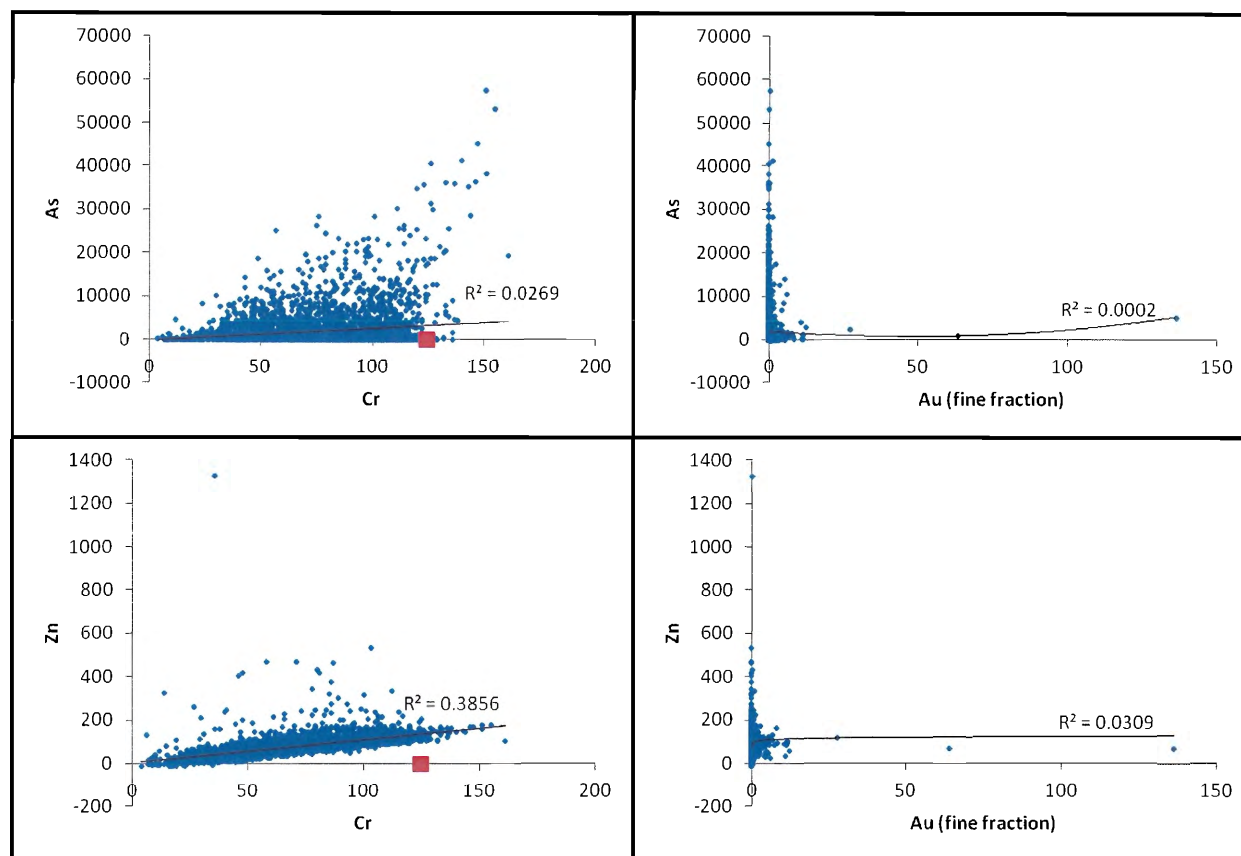 70000
60000
50000
40000
30000
20000
10000
0
-10000
As
R² = 0.0269
0 50 100 150 200
Cr
70000
60000
50000
40000
30000
20000
10000
0
-10000
As
R² = 0.0002
0 50 100 150
Au (fine fraction)
1400
1200
1000
800
600
400
200
0
-200
Zn
R² = 0.3856
0 50 100 150 200
Cr
1400
1200
1000
800
600
400
200
0
-200
Zn
R² = 0.0309
0 50 100 150
Au (fine fraction)